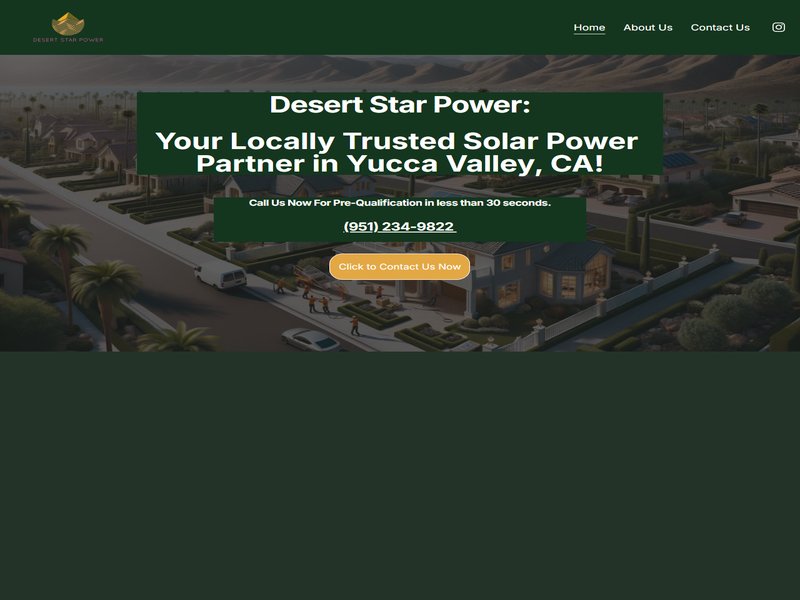 DESERT STAR POWER
Home
About Us
Contact Us
Desert Star Power:
Your Locally Trusted Solar Power
Partner in Yucca Valley, CA!
Call Us Now For Pre-Qualification in less than 30 seconds.
(951) 234-9822
Click to Contact Us Now